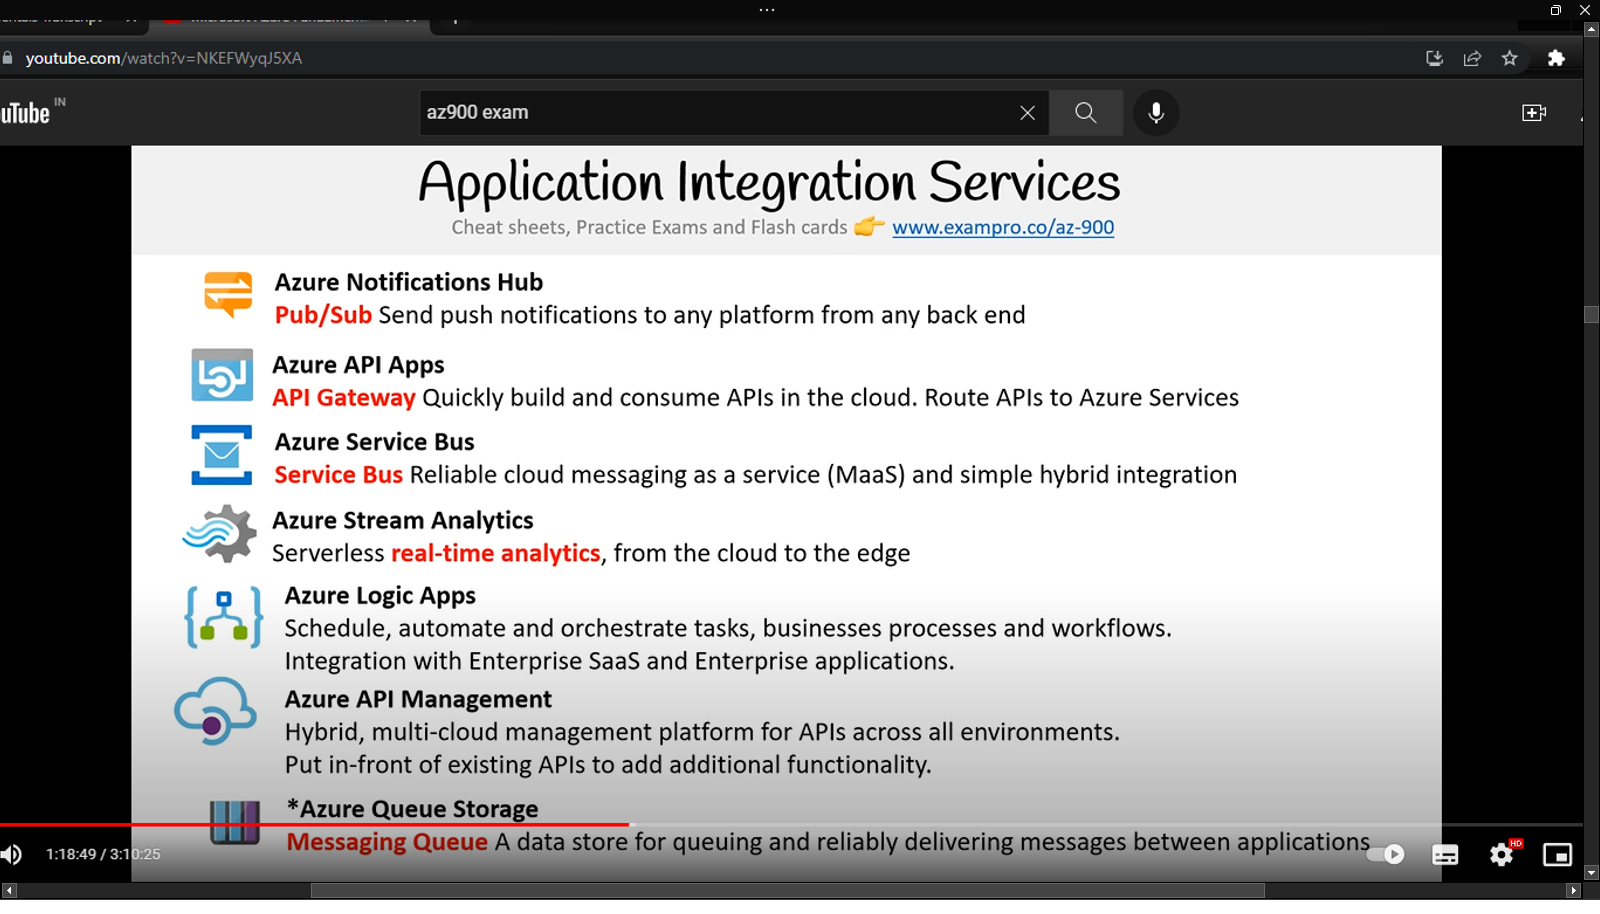 youtube.com/watch?v=NKEFWyqJ5XA
uTube IN
az900 exam
Application Integration Services
Cheat sheets, Practice Exams and Flash cards 👉 www.exampro.co/az-900
Azure Notifications Hub
Pub/Sub Send push notifications to any platform from any back end
Azure API Apps
API Gateway Quickly build and consume APIs in the cloud. Route APIs to Azure Services
Azure Service Bus
Service Bus Reliable cloud messaging as a service (MaaS) and simple hybrid integration
Azure Stream Analytics
Serverless real-time analytics, from the cloud to the edge
Azure Logic Apps
Schedule, automate and orchestrate tasks, businesses processes and workflows.
Integration with Enterprise SaaS and Enterprise applications.
Azure API Management
Hybrid, multi-cloud management platform for APIs across all environments.
Put in-front of existing APIs to add additional functionality.
*Azure Queue Storage
Messaging Queue A data store for queuing and reliably delivering messages between applications
1:18:49 / 3:10:25
HD